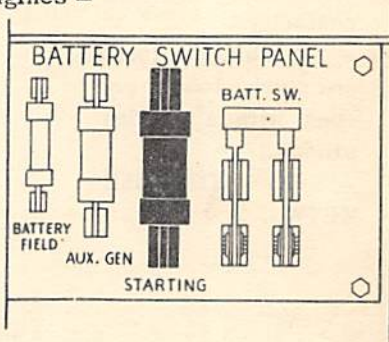 BATTERY SWITCH PANEL
BATT. SW.
BATTERY
FIELD
AUX. GEN
STARTING